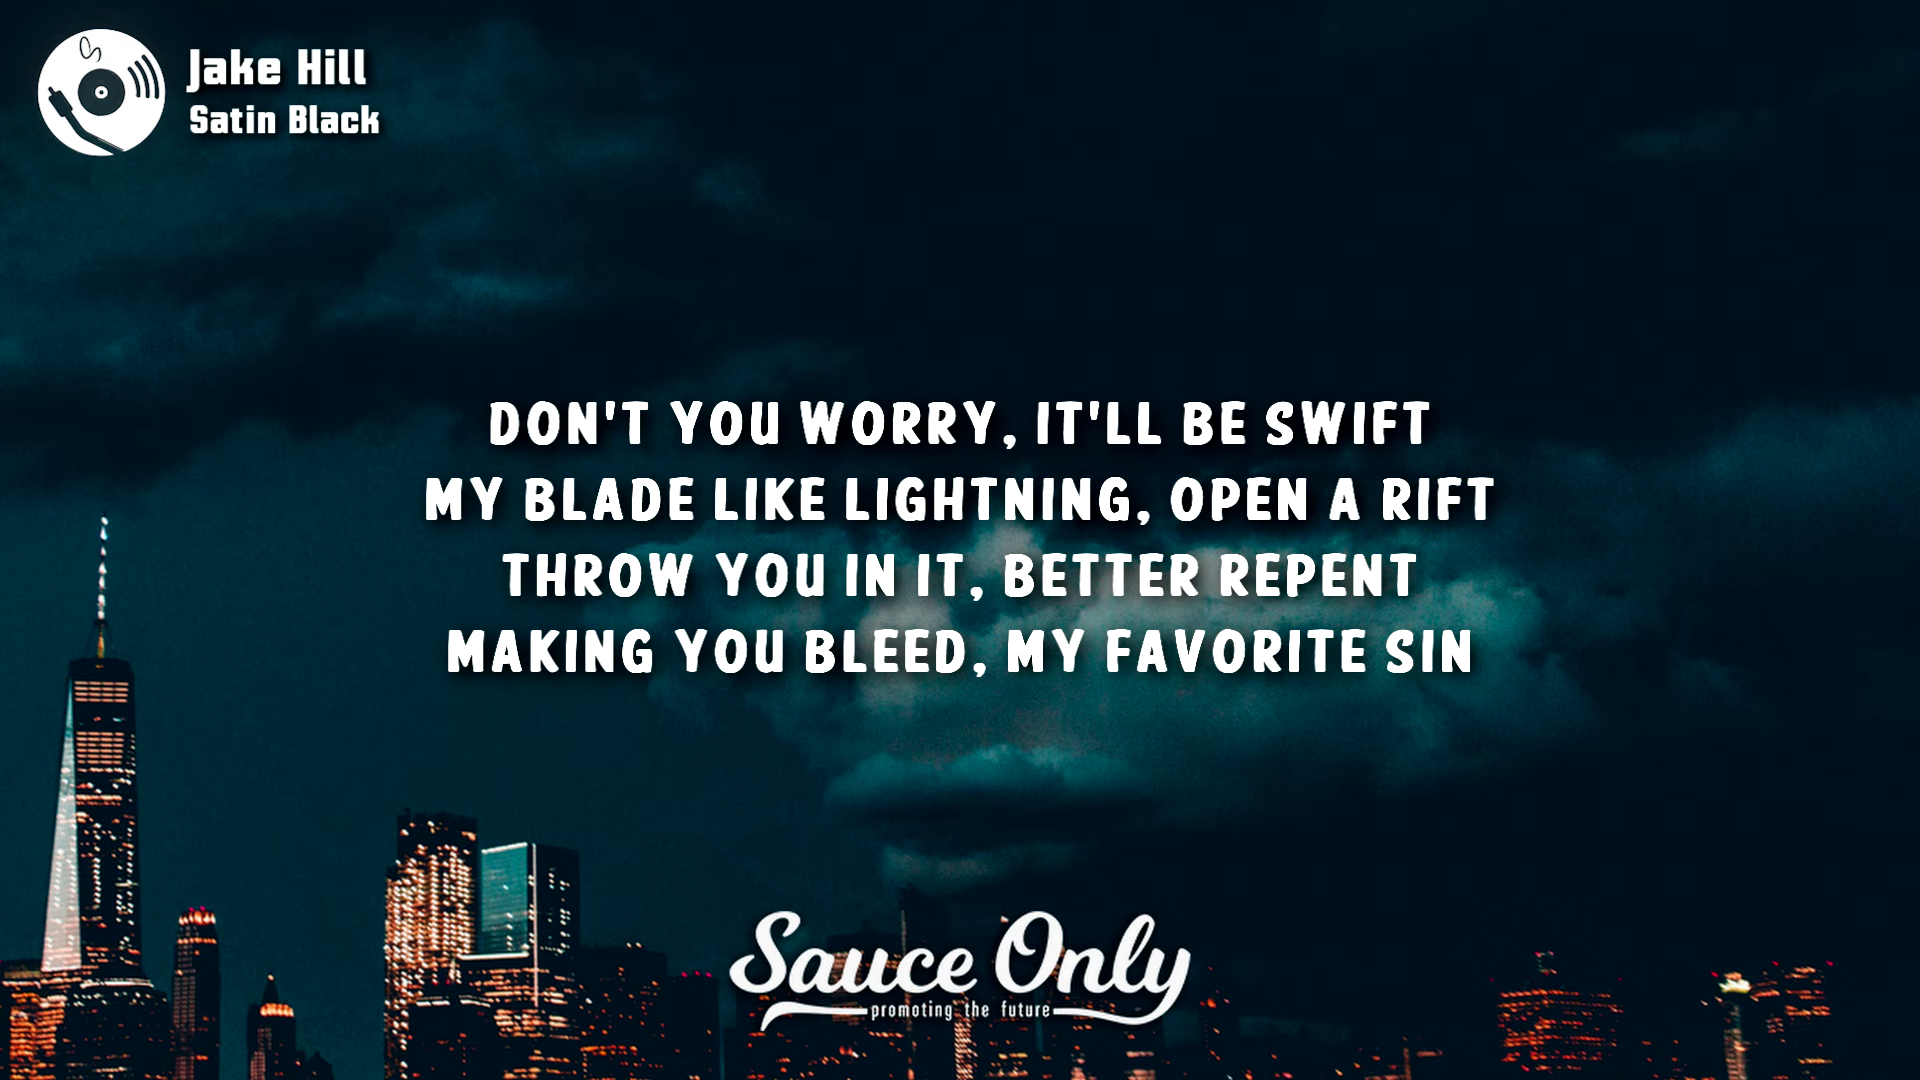 Jake Hill
Satin Black
DON'T YOU WORRY, IT'LL BE SWIFT
MY BLADE LIKE LIGHTNING, OPEN A RIFT
THROW YOU IN IT, BETTER REPENT
MAKING YOU BLEED, MY FAVORITE SIN
Sauce Only
promoting the future